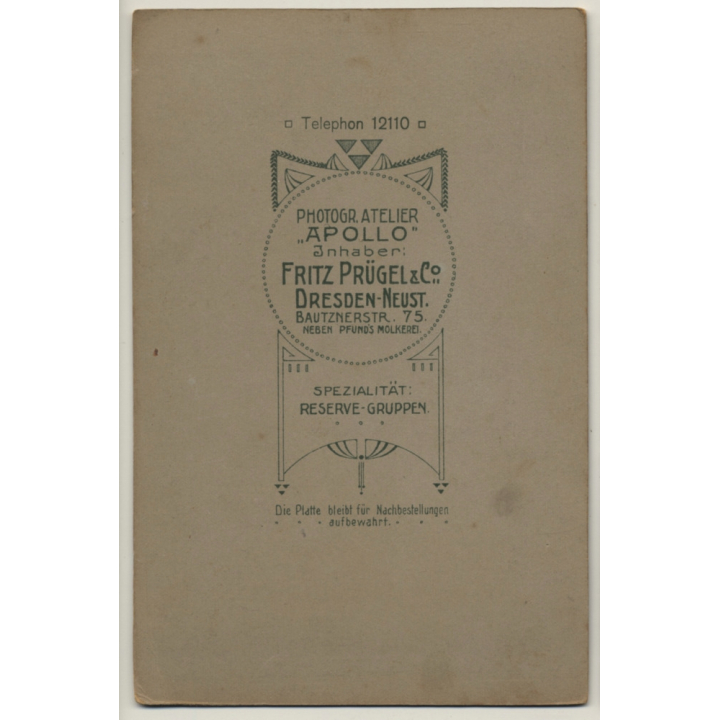 Telephon 12110
PHOTOGR. ATELIER
„APOLLO"
Inhaber:
FRITZ PRÜGEL & Co.
DRESDEN-NEUST.
BAUTZNERSTR. 75.
NEBEN PFUND'S MOLKEREI.
SPEZIALITÄT:
RESERVE-GRUPPEN.
Die Platte bleibt für Nachbestellungen
aufbewahrt.